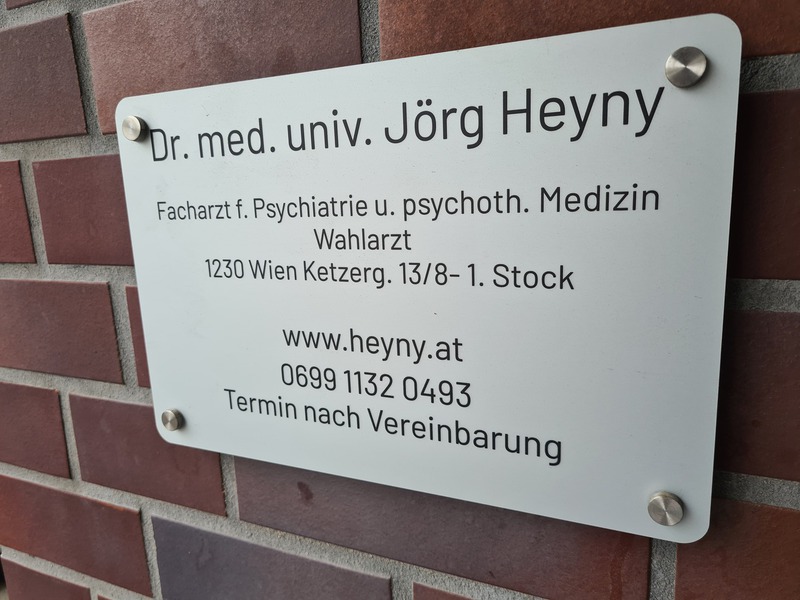 Dr. med. univ. Jörg Heyny
Facharzt f. Psychiatrie u. psychoth. Medizin
Wahlarzt
1230 Wien Ketzerg. 13/8- 1. Stock
www.heyny.at
0699 1132 0493
Termin nach Vereinbarung